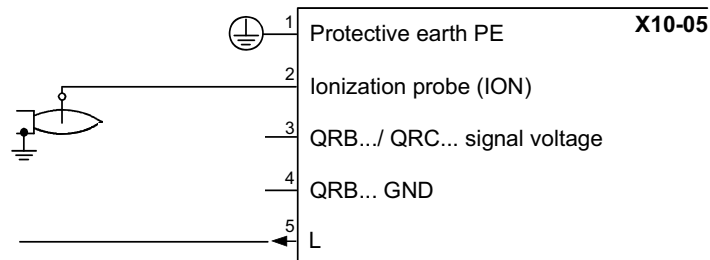 X10-05
1 Protective earth PE
2 Ionization probe (ION)
3 QRB.../ QRC... signal voltage
4 QRB... GND
5 L